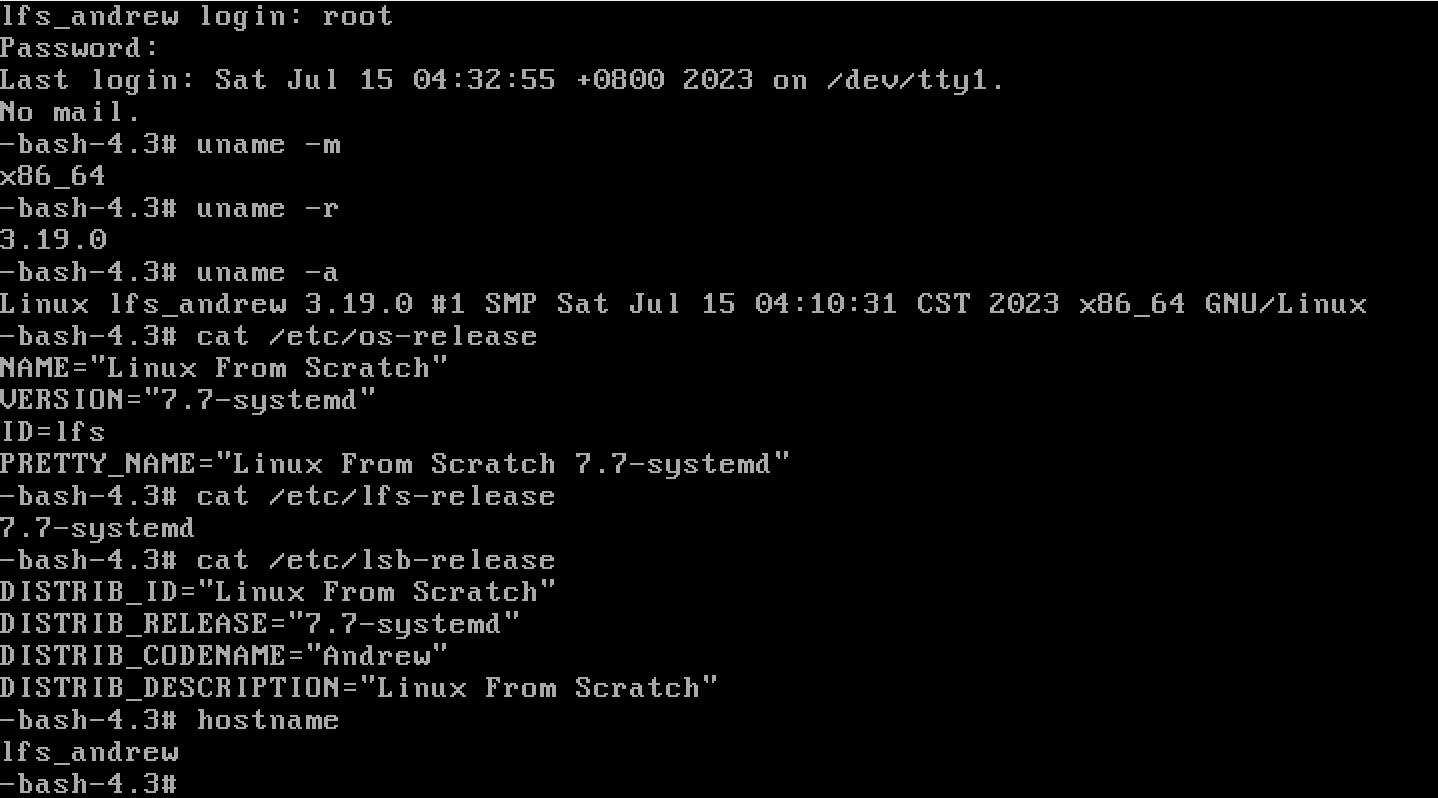 lfs_andrew login: root
Password:
Last login: Sat Jul 15 04:32:55 +0800 2023 on /dev/tty1.
No mail.
-bash-4.3# uname -m
x86_64
-bash-4.3# uname -r
3.19.0
-bash-4.3# uname -a
Linux lfs_andrew 3.19.0 #1 SMP Sat Jul 15 04:10:31 CST 2023 x86_64 GNU/Linux
-bash-4.3# cat /etc/os-release
NAME="Linux From Scratch"
VERSION="7.7-systemd"
ID=lfs
PRETTY_NAME="Linux From Scratch 7.7-systemd"
-bash-4.3# cat /etc/lfs-release
7.7-systemd
-bash-4.3# cat /etc/lsb-release
DISTRIB_ID="Linux From Scratch"
DISTRIB_RELEASE="7.7-systemd"
DISTRIB_CODENAME="Andrew"
DISTRIB_DESCRIPTION="Linux From Scratch"
-bash-4.3# hostname
lfs_andrew
-bash-4.3#